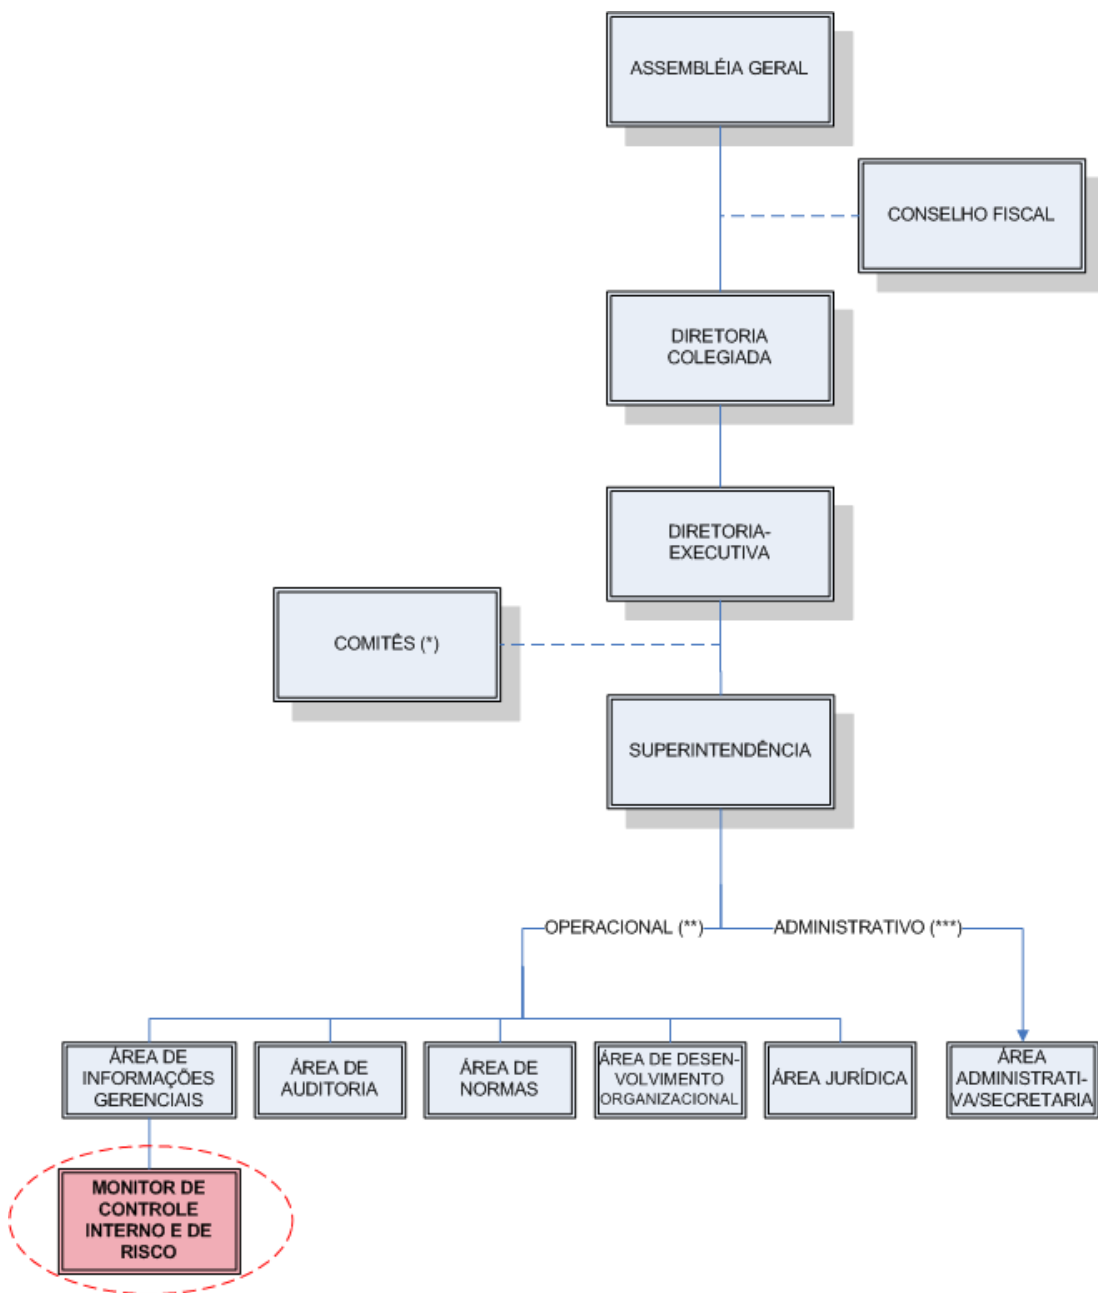 ASSEMBLÉIA GERAL
CONSELHO FISCAL
DIRETORIA
COLEGIADA
DIRETORIA-
EXECUTIVA
COMITÊS (*)
SUPERINTENDÊNCIA
OPERACIONAL (**)
ADMINISTRATIVO (***)
ÁREA DE
INFORMAÇÕES
GERENCIAIS
ÁREA DE
AUDITORIA
ÁREA DE
NORMAS
ÁREA DE DESEN-
VOLVIMENTO
ORGANIZACIONAL
ÁREA JURÍDICA
ÁREA
ADMINISTRATI-
VA/SECRETARIA
MONITOR DE
CONTROLE
INTERNO E DE
RISCO